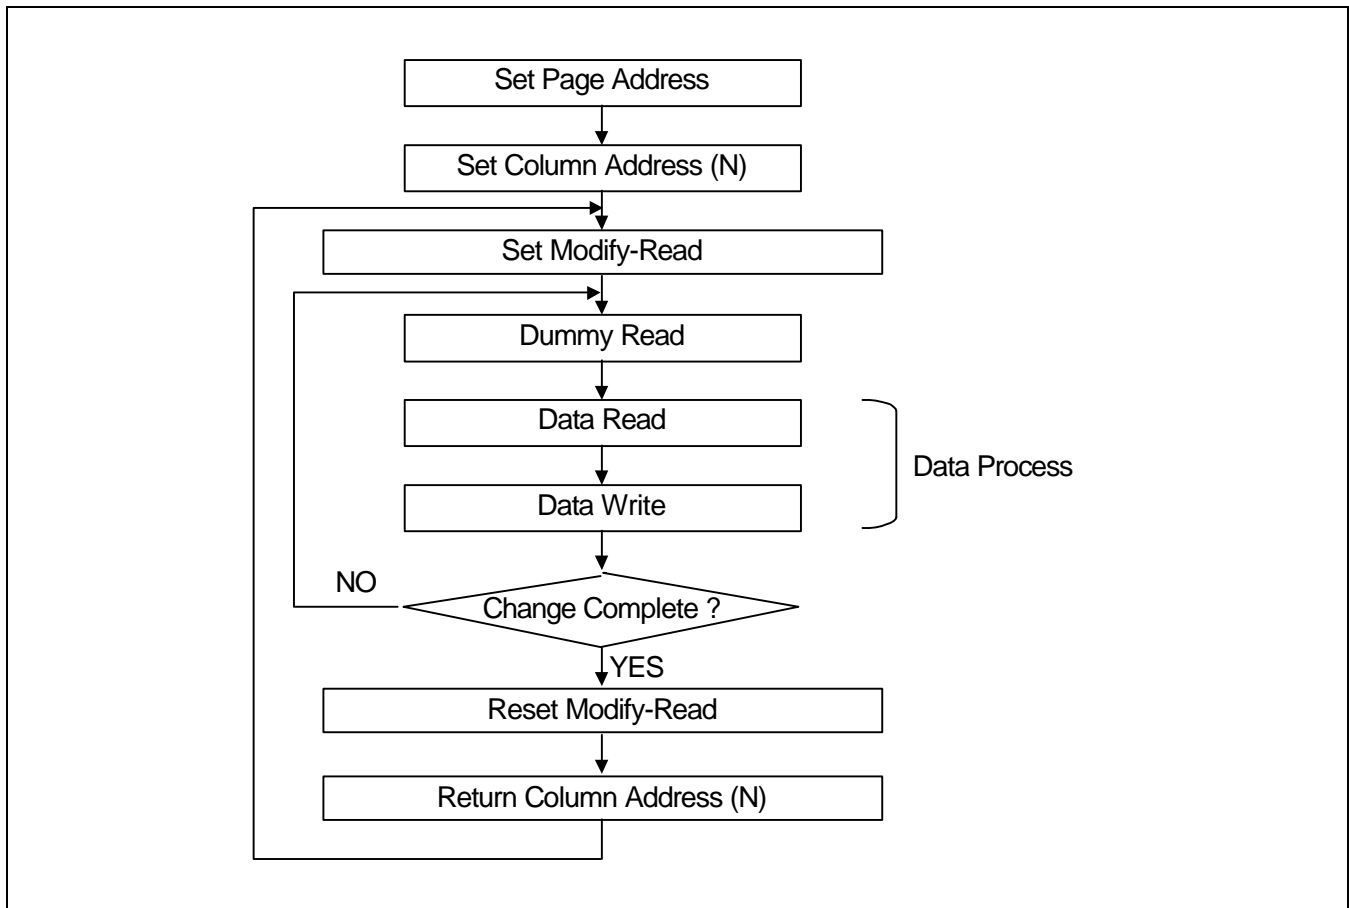 Set Page Address
Set Column Address (N)
Set Modify-Read
Dummy Read
Data Read
Data Process
Data Write
NO
Change Complete ?
YES
Reset Modify-Read
Return Column Address (N)